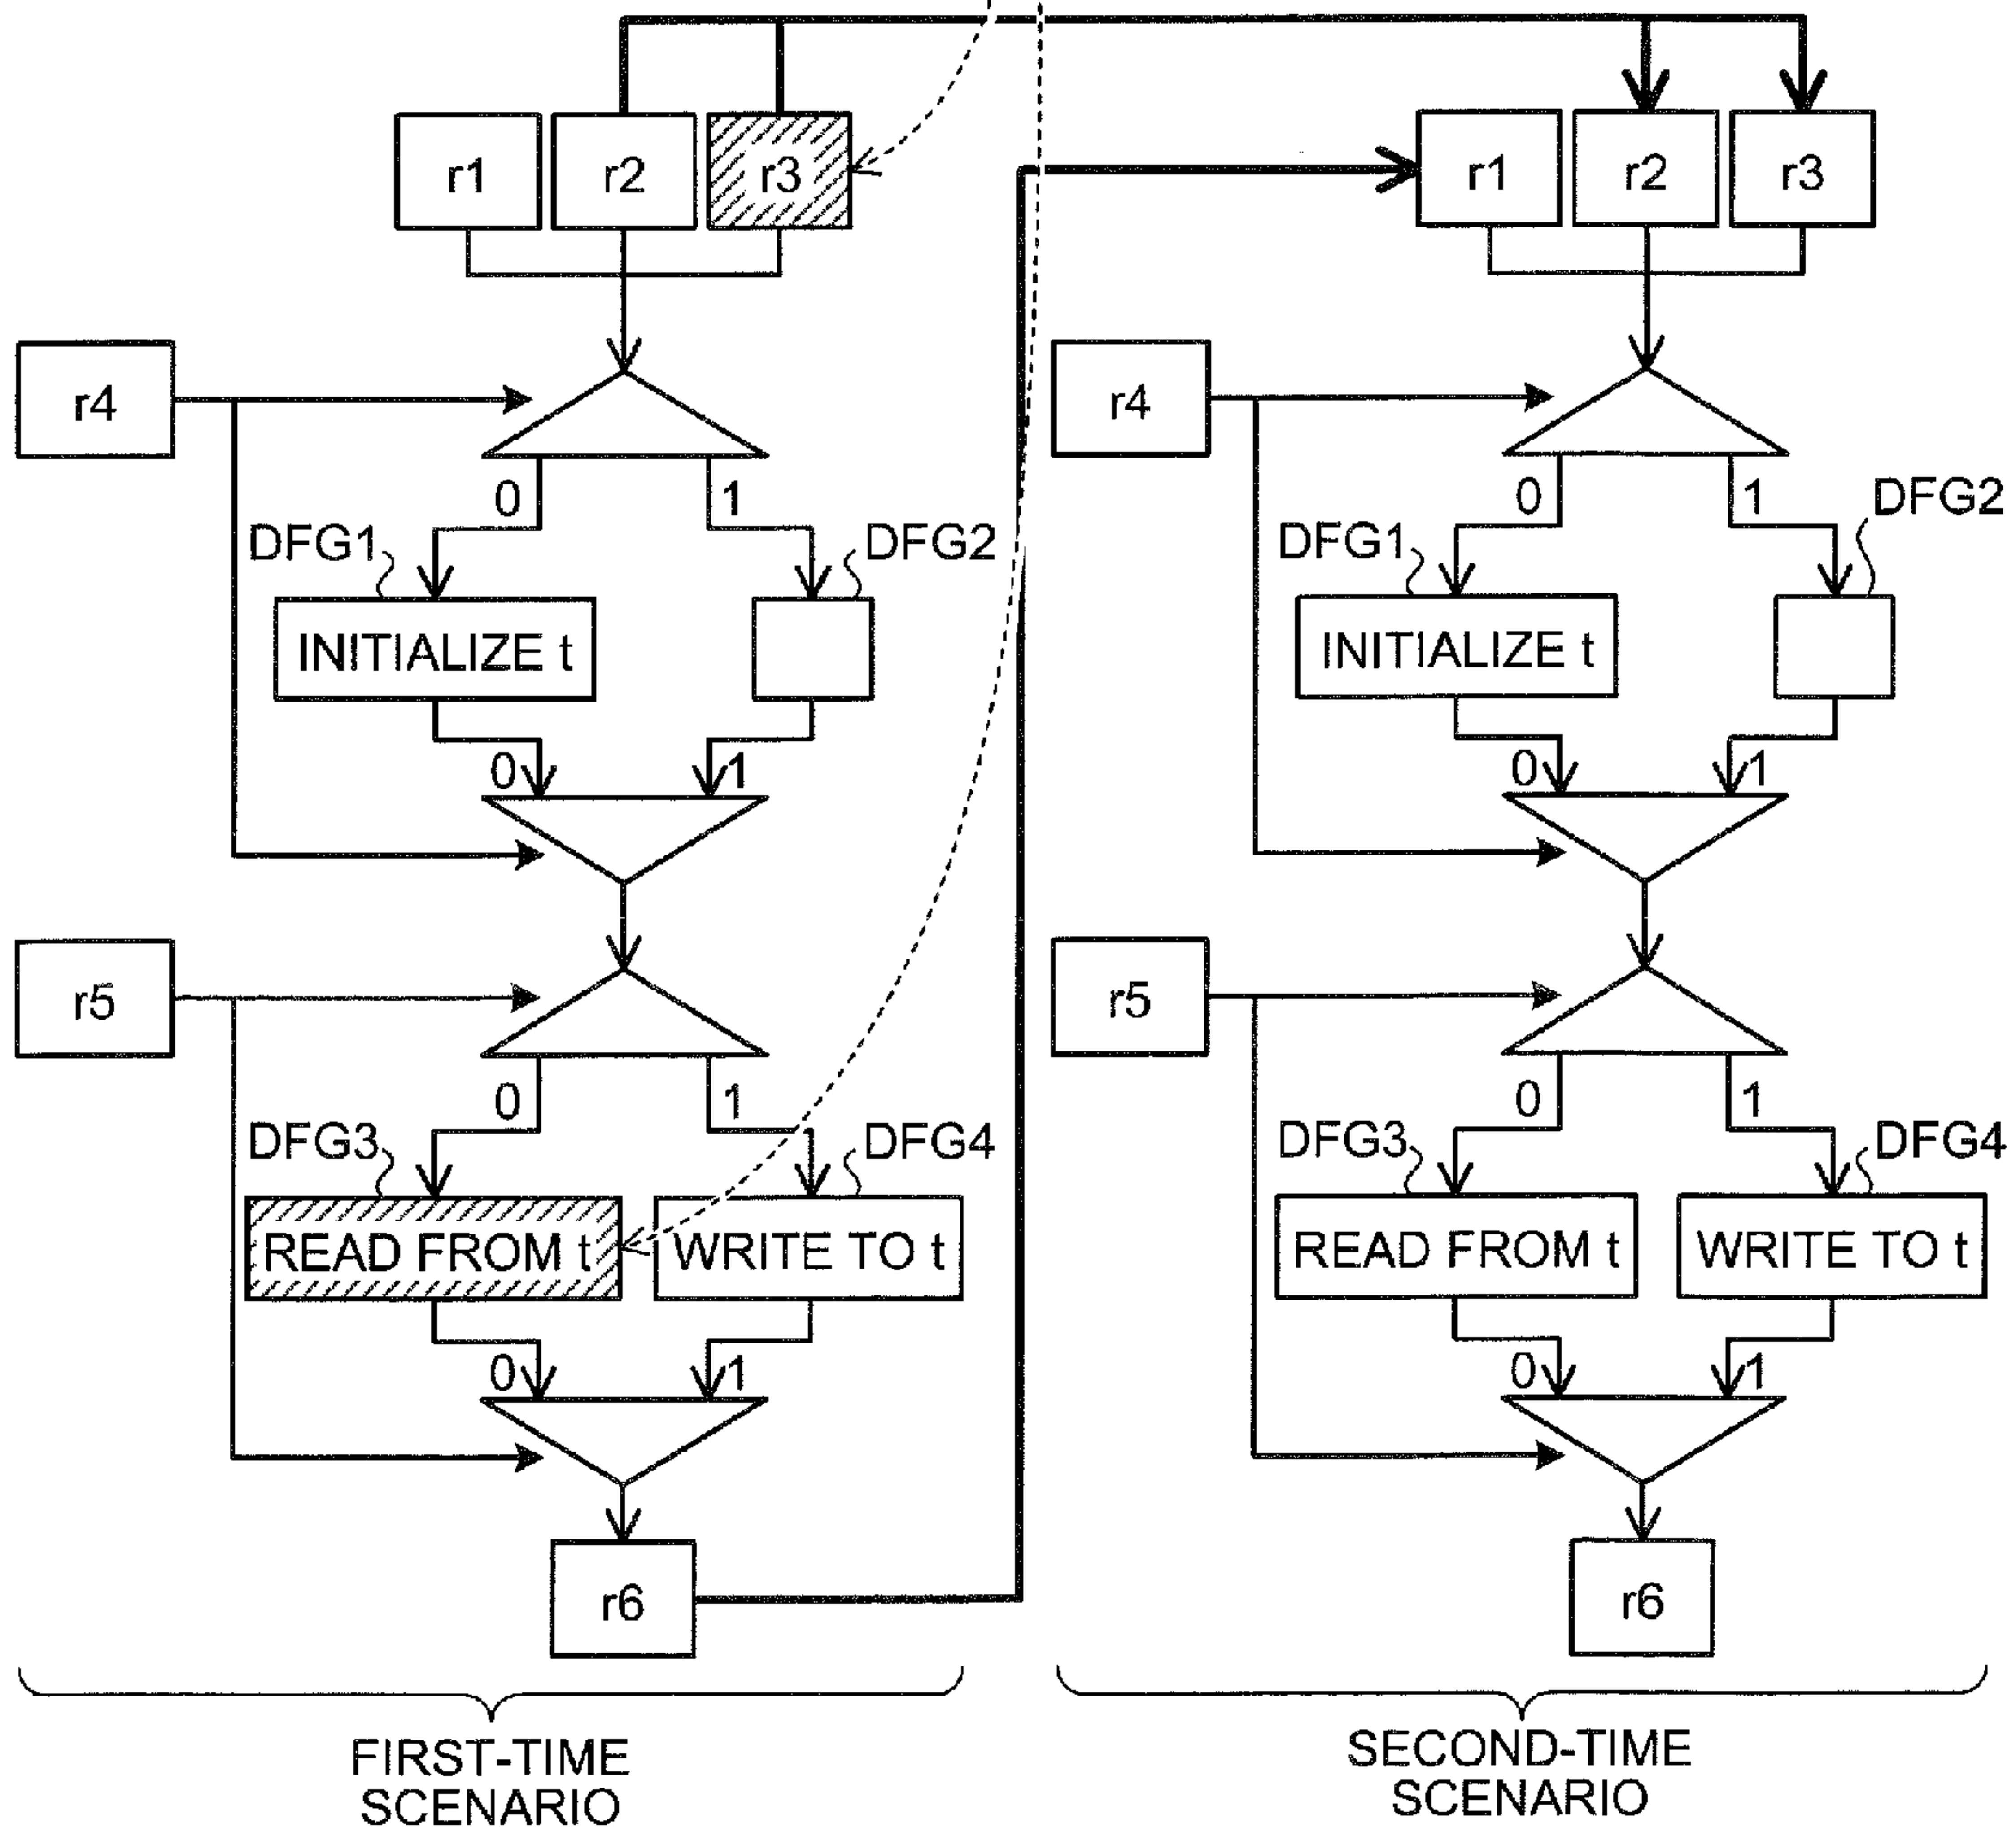 r1 r2 r3 r1 r2 r3
r4 r4
0 1 0 1
DFG1 DFG2 DFG1 DFG2
INITIALIZE t INITIALIZE t
0 1 0 1
r5 r5
0 1 0 1
DFG3 DFG4 DFG3 DFG4
READ FROM t WRITE TO t READ FROM t WRITE TO t
0 1 0 1
r6 r6
FIRST-TIME
SCENARIO
SECOND-TIME
SCENARIO